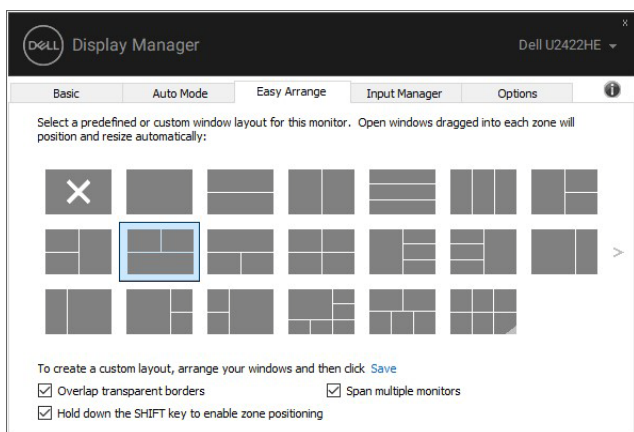 x
DELL Display Manager Dell U2422HE
Basic Auto Mode Easy Arrange Input Manager Options i
Select a predefined or custom window layout for this monitor. Open windows dragged into each zone will
position and resize automatically:
>
To create a custom layout, arrange your windows and then click Save
Overlap transparent borders Span multiple monitors
Hold down the SHIFT key to enable zone positioning